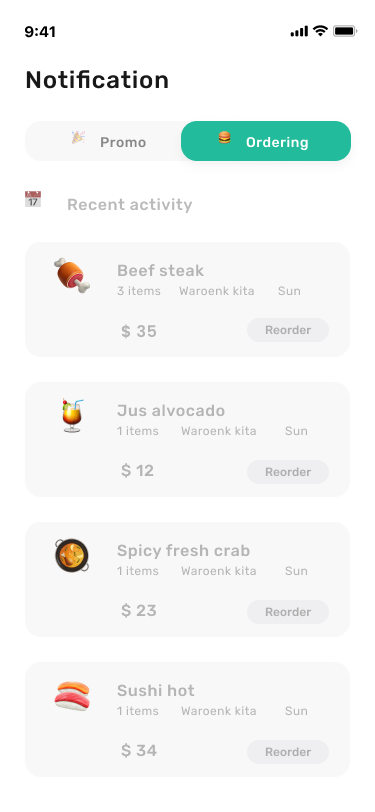 9:41
Notification
Promo Ordering
17 Recent activity
Beef steak
3 items Waroenk kita Sun
$ 35 Reorder
Jus alvocado
1 items Waroenk kita Sun
$ 12 Reorder
Spicy fresh crab
1 items Waroenk kita Sun
$ 23 Reorder
Sushi hot
1 items Waroenk kita Sun
$ 34 Reorder